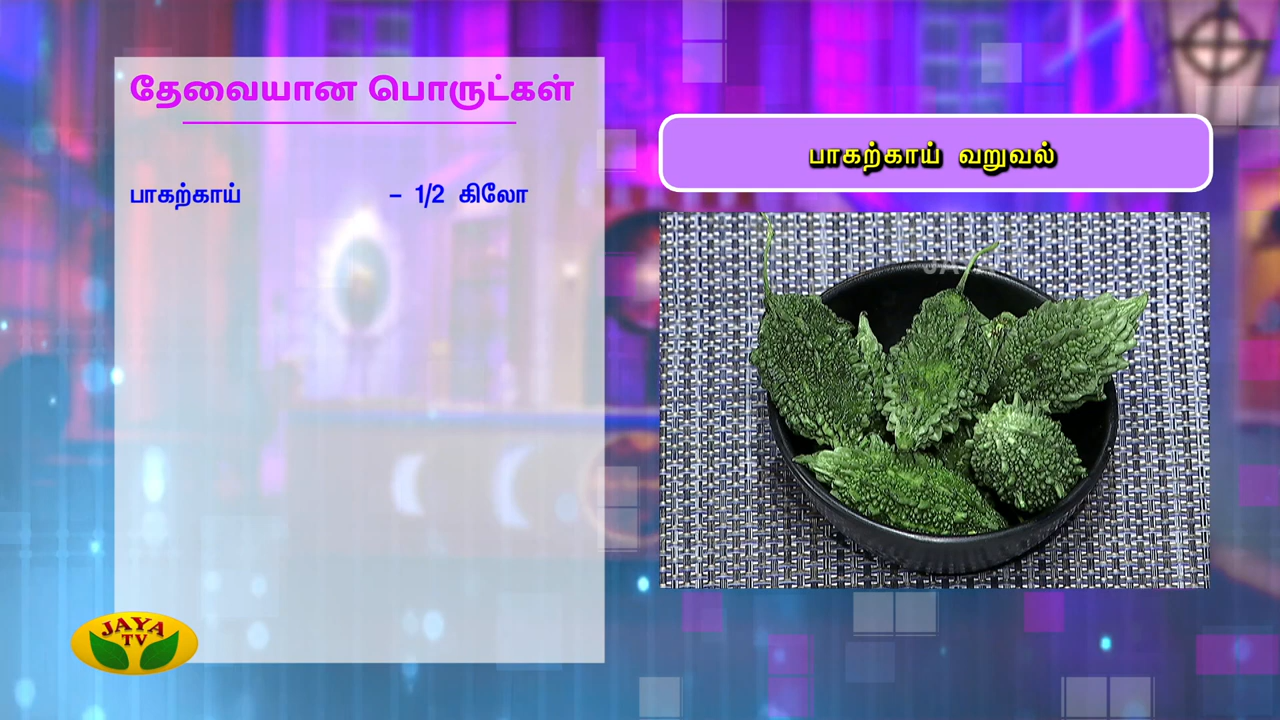 தேவையான பொருட்கள்
பாகற்காய் – 1/2 கிலோ
பாகற்காய் வறுவல்
JAYA
TV